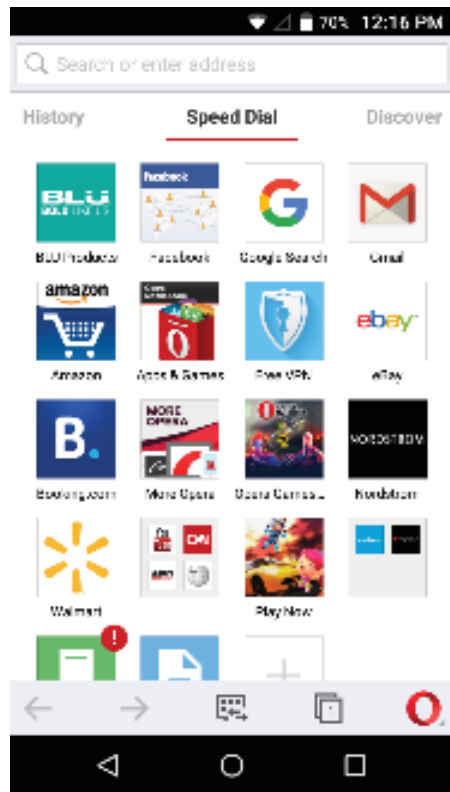 70% 12:16 PM
Search or enter address
History Speed Dial Discover
BLU
facebook
G
BLU Products Facebook Google Search Gmail
amazon
ebay
Amazon Apps & Games Free VPN eBay
B.
MORE
OPERA
NORDSTROM
Booking.com More Opera Opera Games... Nordstrom
CNN
Walmart Play Now
!